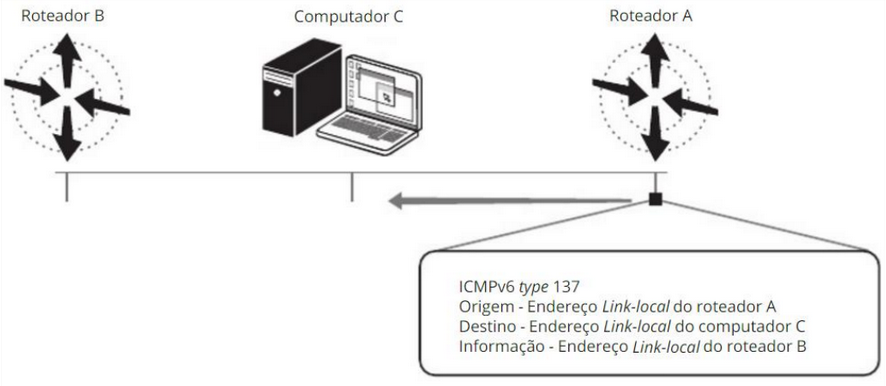 Roteador B
Computador C
Roteador A
ICMPv6 type 137
Origem - Endereço Link-local do roteador A
Destino - Endereço Link-local do computador C
Informação - Endereço Link-local do roteador B